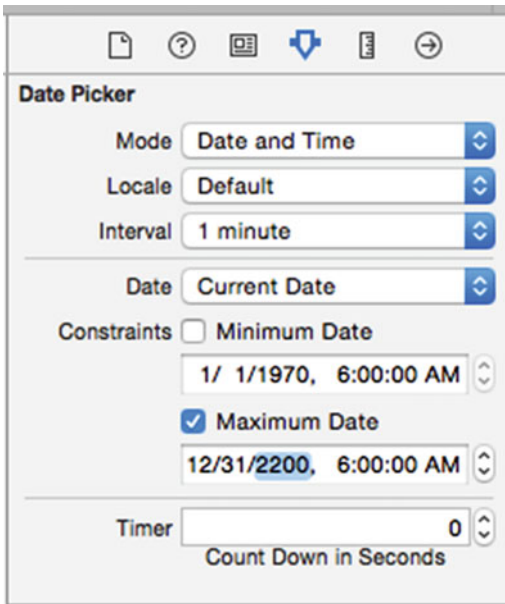 Date Picker
Mode Date and Time
Locale Default
Interval 1 minute
Date Current Date
Constraints Minimum Date
1/ 1/1970, 6:00:00 AM
Maximum Date
12/31/2200, 6:00:00 AM
Timer 0
Count Down in Seconds